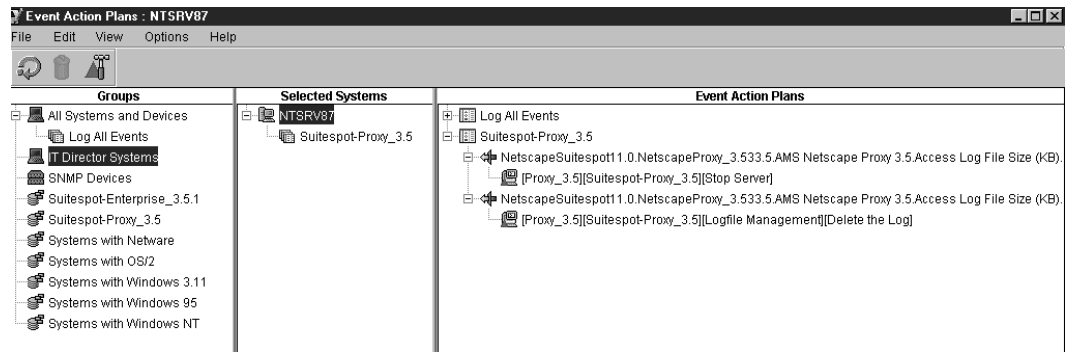 Event Action Plans : NTSRV87
File Edit View Options Help
Groups
All Systems and Devices
Log All Events
IT Director Systems
SNMP Devices
Suitespot-Enterprise_3.5.1
Suitespot-Proxy_3.5
Systems with Netware
Systems with OS/2
Systems with Windows 3.11
Systems with Windows 95
Systems with Windows NT
Selected Systems
NTSRV87
Suitespot-Proxy_3.5
Event Action Plans
Log All Events
Suitespot-Proxy_3.5
NetscapeSuitespot11.0.NetscapeProxy_3.533.5.AMS Netscape Proxy 3.5.Access Log File Size (KB).
[Proxy_3.5][Suitespot-Proxy_3.5][Stop Server]
NetscapeSuitespot11.0.NetscapeProxy_3.533.5.AMS Netscape Proxy 3.5.Access Log File Size (KB).
[Proxy_3.5][Suitespot-Proxy_3.5][Logfile Management][Delete the Log]